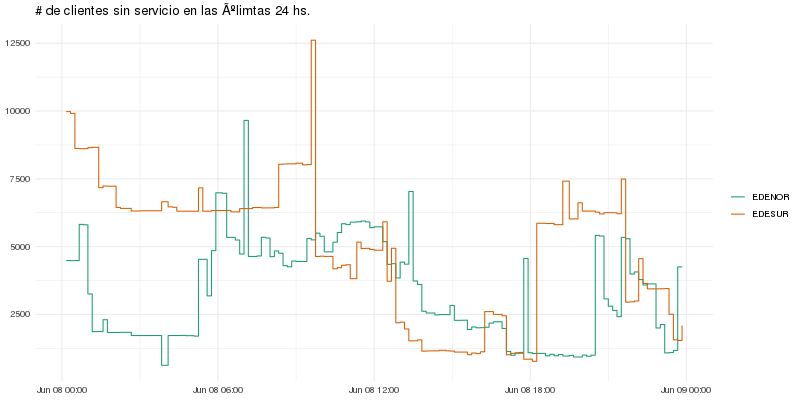 # de clientes sin servicio en las Ãºlimtas 24 hs.
12500
10000
7500
5000
2500
Jun 08 00:00
Jun 08 06:00
Jun 08 12:00
Jun 08 18:00
Jun 09 00:00
EDENOR
EDESUR